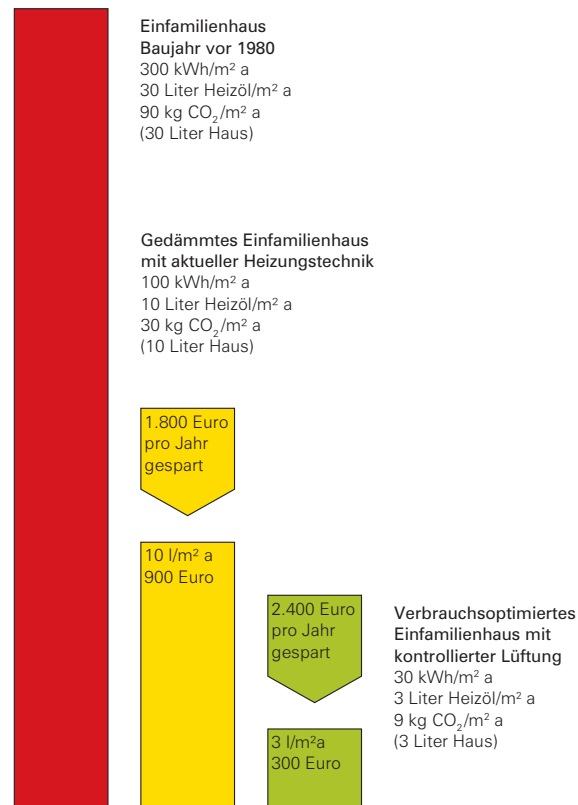 Einfamilienhaus
Baujahr vor 1980
300 kWh/m² a
30 Liter Heizöl/m² a
90 kg CO₂/m² a
(30 Liter Haus)
Gedämmtes Einfamilienhaus
mit aktueller Heizungstechnik
100 kWh/m² a
10 Liter Heizöl/m² a
30 kg CO₂/m² a
(10 Liter Haus)
1.800 Euro
pro Jahr
gespart
10 l/m² a
900 Euro
2.400 Euro
pro Jahr
gespart
3 l/m²a
300 Euro
Verbrauchsoptimiertes
Einfamilienhaus mit
kontrollierter Lüftung
30 kWh/m² a
3 Liter Heizöl/m² a
9 kg CO₂/m² a
(3 Liter Haus)